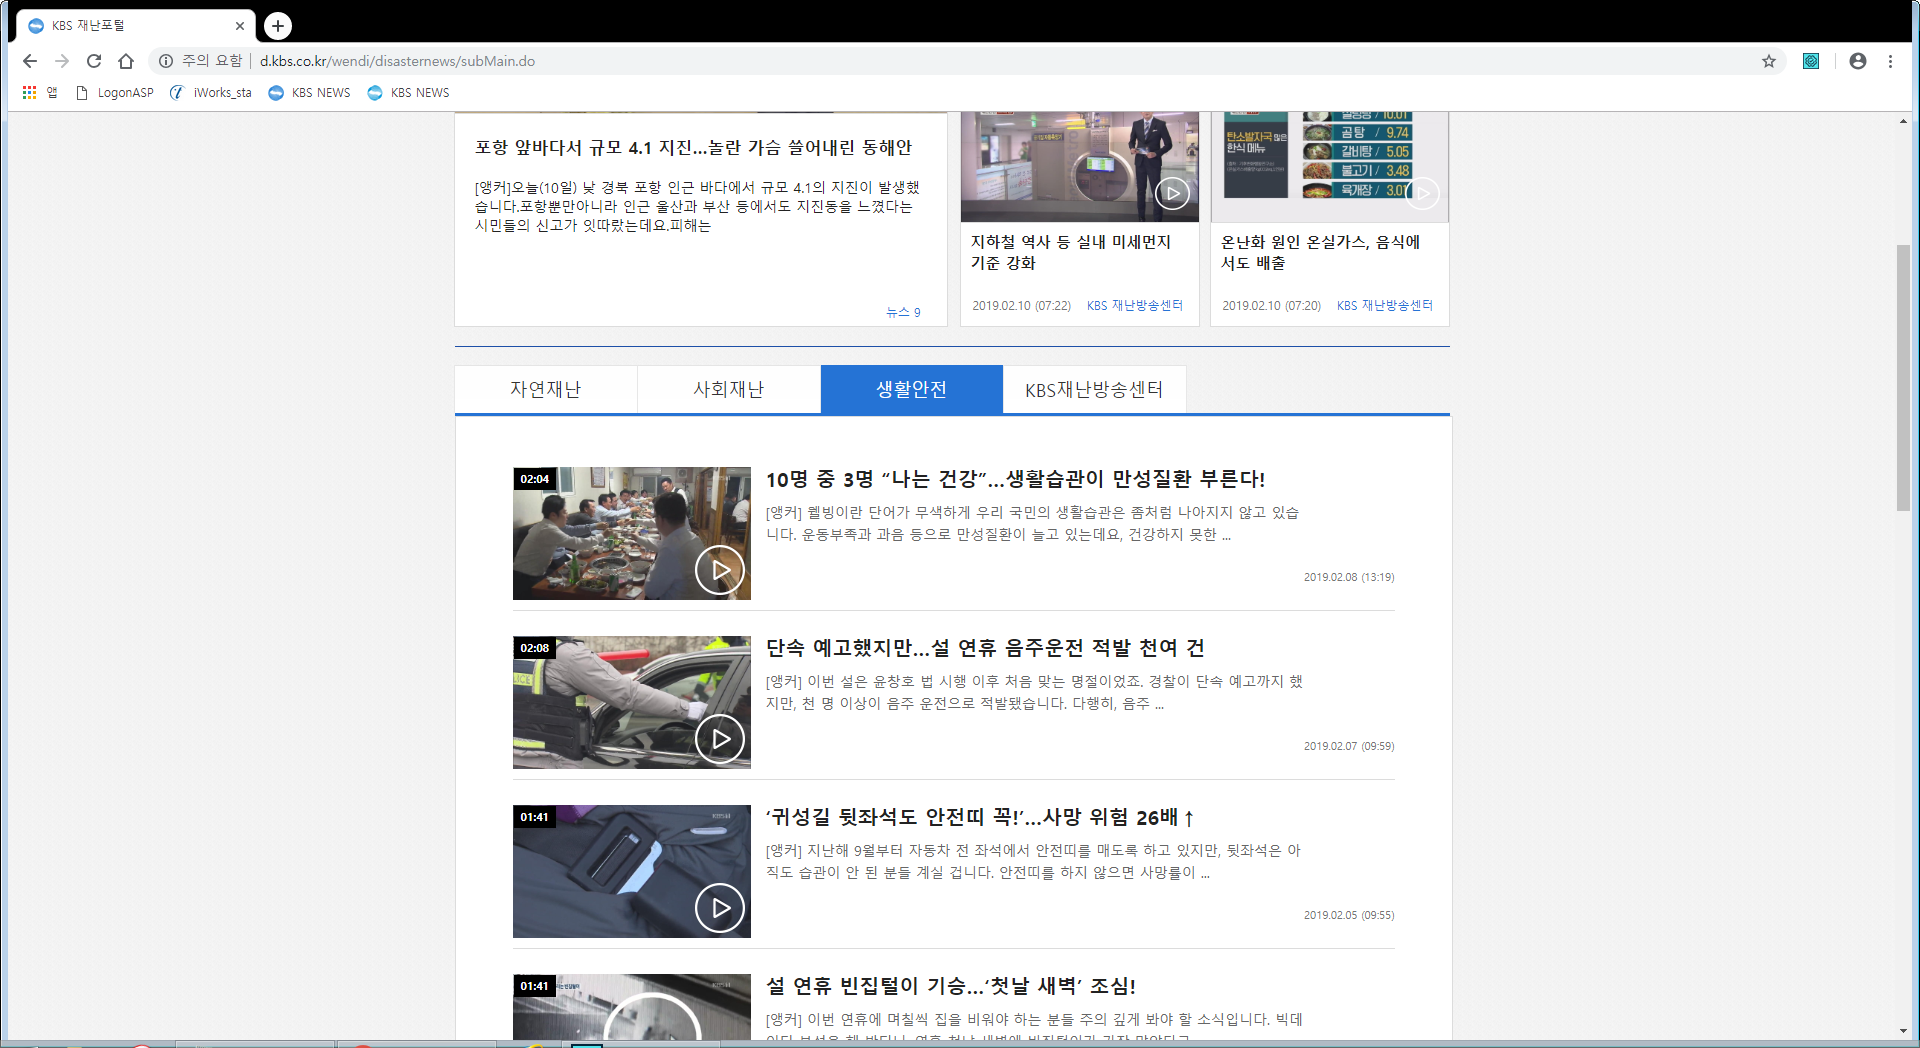 KBS 재난포털
주의 요함
d.kbs.co.kr/wendi/disasternews/subMain.do
앱
LogonASP
iWorks_sta
KBS NEWS
KBS NEWS
포항 앞바다서 규모 4.1 지진…놀란 가슴 쓸어내린 동해안
[앵커]오늘(10일) 낮 경북 포항 인근 바다에서 규모 4.1의 지진이 발생했
습니다.포항뿐만아니라 인근 울산과 부산 등에서도 지진동을 느꼈다는
시민들의 신고가 잇따랐는데요.피해는
뉴스 9
지하철 역사 등 실내 미세먼지
기준 강화
2019.02.10 (07:22) KBS 재난방송센터
탄소발자국 많은
한식 메뉴
설렁탕 / 10.01
곰탕 / 9.74
갈비탕 / 5.05
불고기 / 3.48
육개장 / 3.01
온난화 원인 온실가스, 음식에
서도 배출
2019.02.10 (07:20) KBS 재난방송센터
자연재난
사회재난
생활안전
KBS재난방송센터
02:04
10명 중 3명 “나는 건강”…생활습관이 만성질환 부른다!
[앵커] 웰빙이란 단어가 무색하게 우리 국민의 생활습관은 좀처럼 나아지지 않고 있습
니다. 운동부족과 과음 등으로 만성질환이 늘고 있는데요, 건강하지 못한 ...
2019.02.08 (13:19)
02:08
단속 예고했지만…설 연휴 음주운전 적발 천여 건
[앵커] 이번 설은 윤창호 법 시행 이후 처음 맞는 명절이었죠. 경찰이 단속 예고까지 했
지만, 천 명 이상이 음주 운전으로 적발됐습니다. 다행히, 음주 ...
2019.02.07 (09:59)
01:41
‘귀성길 뒷좌석도 안전띠 꼭!’…사망 위험 26배↑
[앵커] 지난해 9월부터 자동차 전 좌석에서 안전띠를 매도록 하고 있지만, 뒷좌석은 아
직도 습관이 안 된 분들 계실 겁니다. 안전띠를 하지 않으면 사망률이 ...
2019.02.05 (09:55)
01:41
설 연휴 빈집털이 기승…‘첫날 새벽’ 조심!
[앵커] 이번 연휴에 며칠씩 집을 비워야 하는 분들 주의 깊게 봐야 할 소식입니다. 빅데